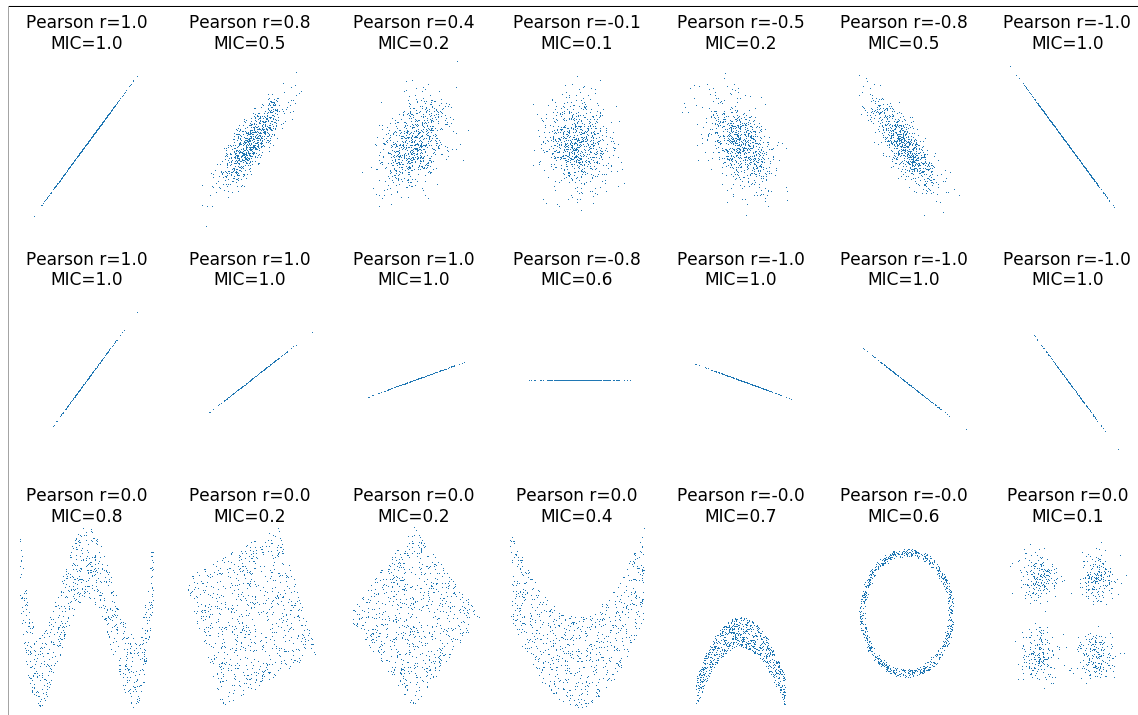 Pearson r=1.0
MIC=1.0
Pearson r=0.8
MIC=0.5
Pearson r=0.4
MIC=0.2
Pearson r=-0.1
MIC=0.1
Pearson r=-0.5
MIC=0.2
Pearson r=-0.8
MIC=0.5
Pearson r=-1.0
MIC=1.0
Pearson r=1.0
MIC=1.0
Pearson r=1.0
MIC=1.0
Pearson r=1.0
MIC=1.0
Pearson r=-0.8
MIC=0.6
Pearson r=-1.0
MIC=1.0
Pearson r=-1.0
MIC=1.0
Pearson r=-1.0
MIC=1.0
Pearson r=0.0
MIC=0.8
Pearson r=0.0
MIC=0.2
Pearson r=0.0
MIC=0.2
Pearson r=0.0
MIC=0.4
Pearson r=-0.0
MIC=0.7
Pearson r=-0.0
MIC=0.6
Pearson r=0.0
MIC=0.1